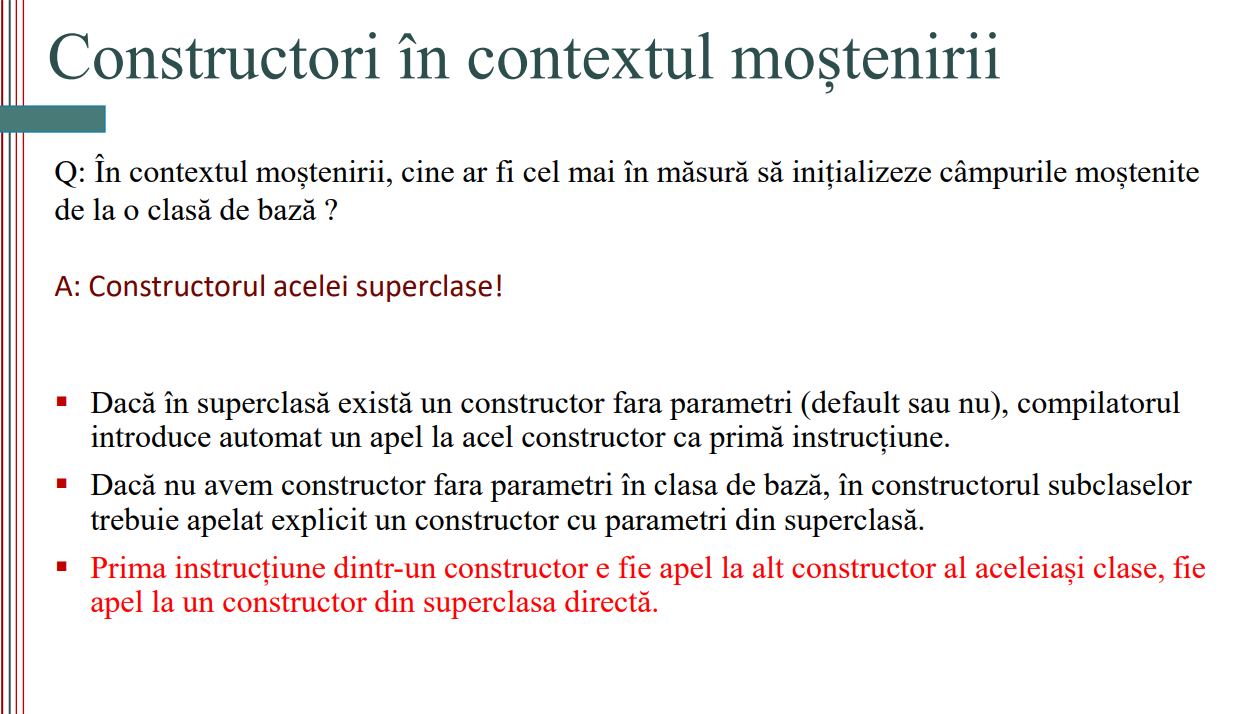 Constructori în contextul moștenirii
Q: În contextul moștenirii, cine ar fi cel mai în măsură să inițializeze câmpurile moștenite
de la o clasă de bază ?
A: Constructorul acelei superclase!
▪ Dacă în superclasă există un constructor fara parametri (default sau nu), compilatorul
introduce automat un apel la acel constructor ca primă instrucțiune.
▪ Dacă nu avem constructor fara parametri în clasa de bază, în constructorul subclaselor
trebuie apelat explicit un constructor cu parametri din superclasă.
▪ Prima instrucțiune dintr-un constructor e fie apel la alt constructor al aceleiași clase, fie
apel la un constructor din superclasa directă.